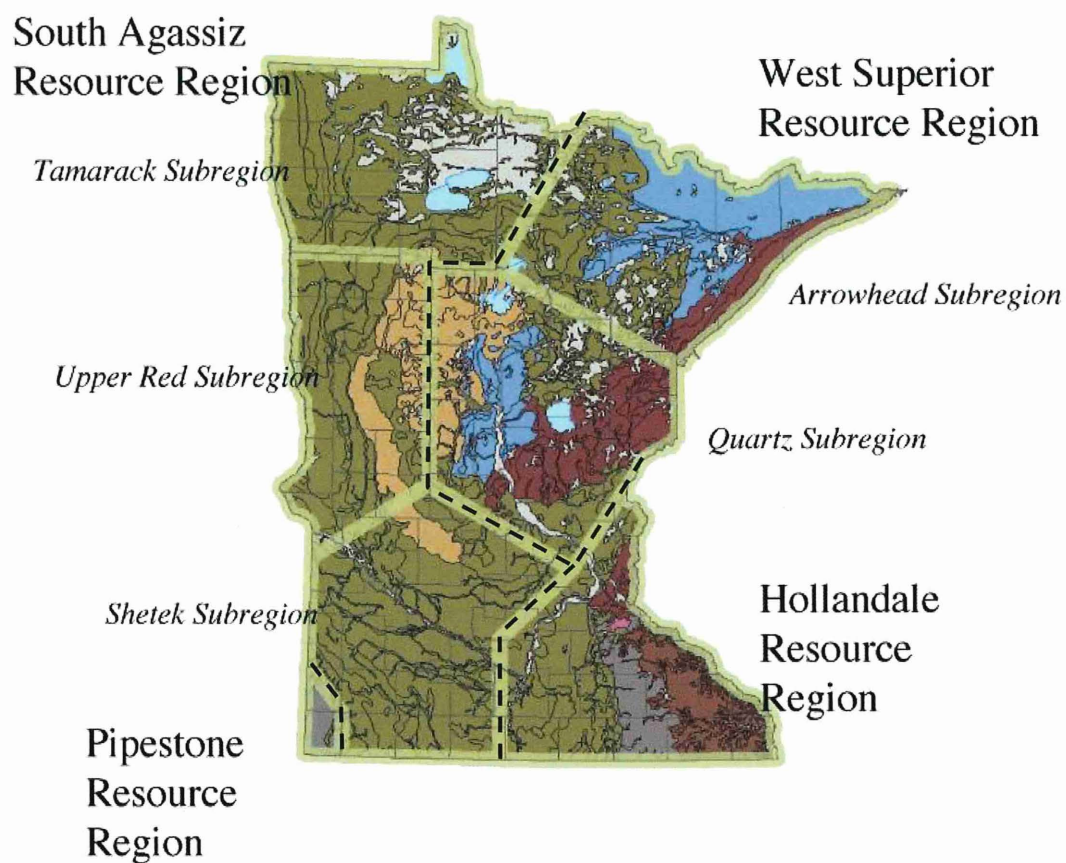 South Agassiz
Resource Region
West Superior
Resource Region
Tamarack Subregion
Arrowhead Subregion
Upper Red Subregion
Quartz Subregion
Hollandale
Resource
Region
Shetek Subregion
Pipestone
Resource
Region